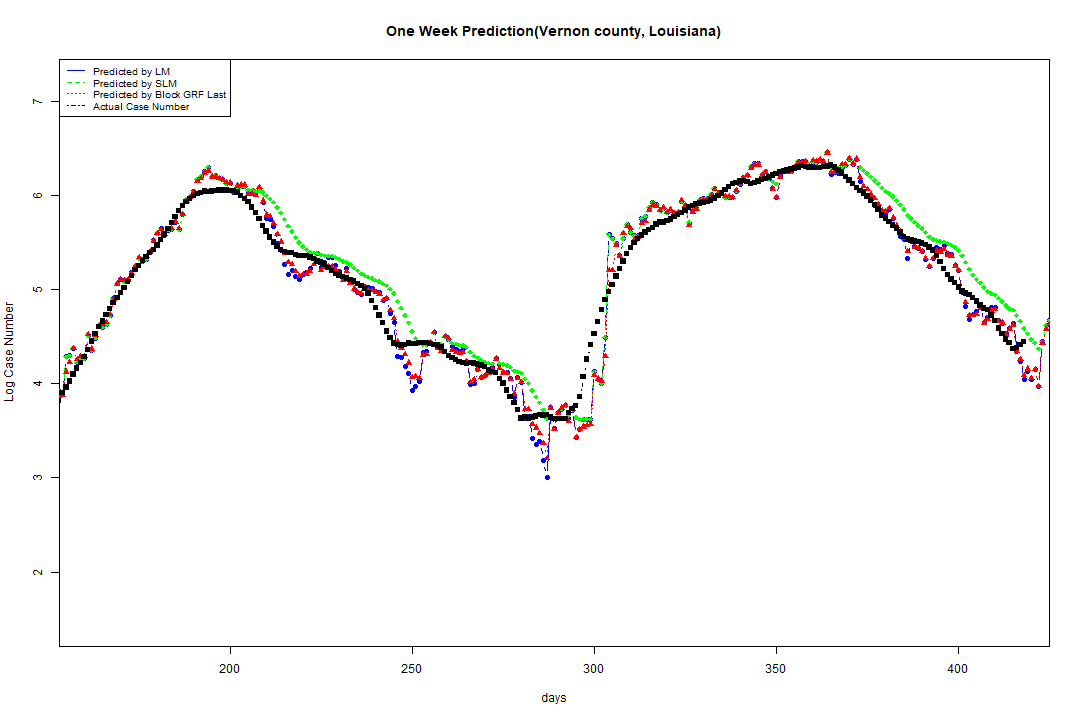 One Week Prediction(Vernon county, Louisiana)
Predicted by LM
Predicted by SLM
Predicted by Block GRF Last
Actual Case Number
7
6
5
4
3
2
Log Case Number
200
250
300
350
400
days